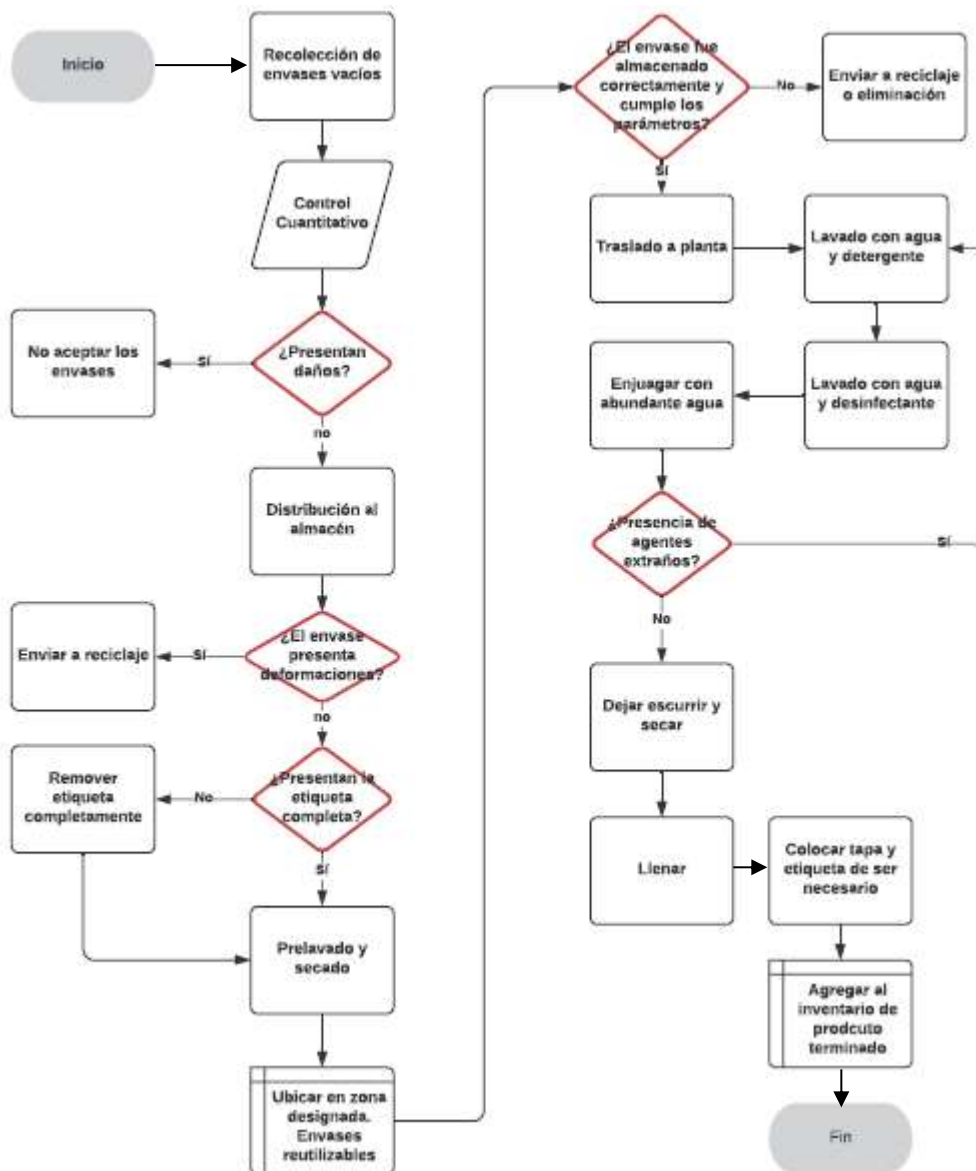 Inicio
Recolección de
envases vacíos
Control
Cuantitativo
¿Presentan
daños?
Sí
No aceptar los
envases
no
Distribución al
almacén
¿El envase
presenta
deformaciones?
Sí
Enviar a reciclaje
no
¿Presentan la
etiqueta
completa?
No
Remover
etiqueta
completamente
Sí
Prelavado y
secado
Ubicar en zona
designada.
Envases
reutilizables
¿El envase fue
almacenado
correctamente y
cumple los
parámetros?
No
Enviar a reciclaje
o eliminación
Sí
Traslado a planta
Lavado con agua
y detergente
Lavado con agua
y desinfectante
Enjuagar con
abundante agua
¿Presencia de
agentes
extraños?
Sí
No
Dejar escurrir y
secar
Llenar
Colocar tapa y
etiqueta de ser
necesario
Agregar al
inventario de
prodcuto
terminado
Fin